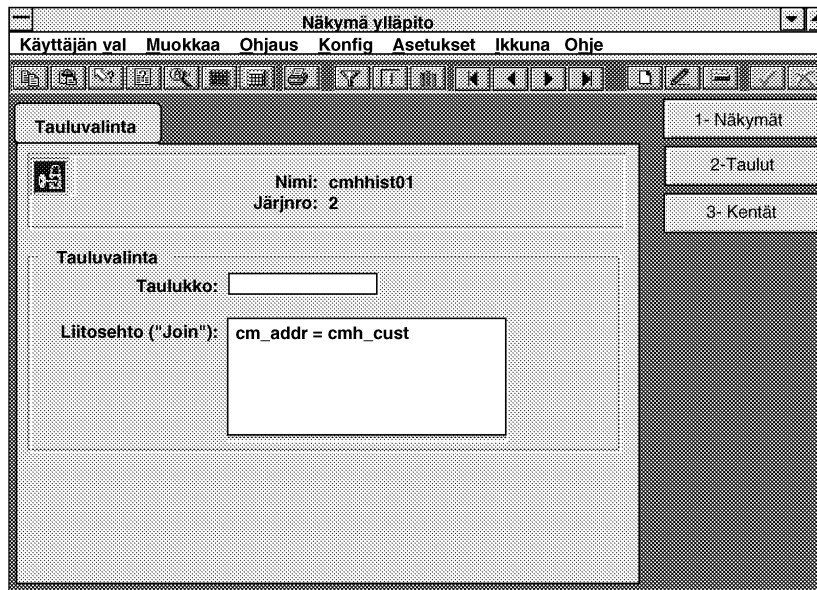 Näkymä ylläpito
Käyttäjän val Muokkaa Ohjaus Konfig Asetukset Ikkuna Ohje
Tauluvalinta
1- Näkymät
2-Taulut
3- Kentät
Nimi: cmhhist01
Järjnro: 2
Tauluvalinta
Taulukko:
Liitosehto ("Join"): cm_addr = cmh_cust